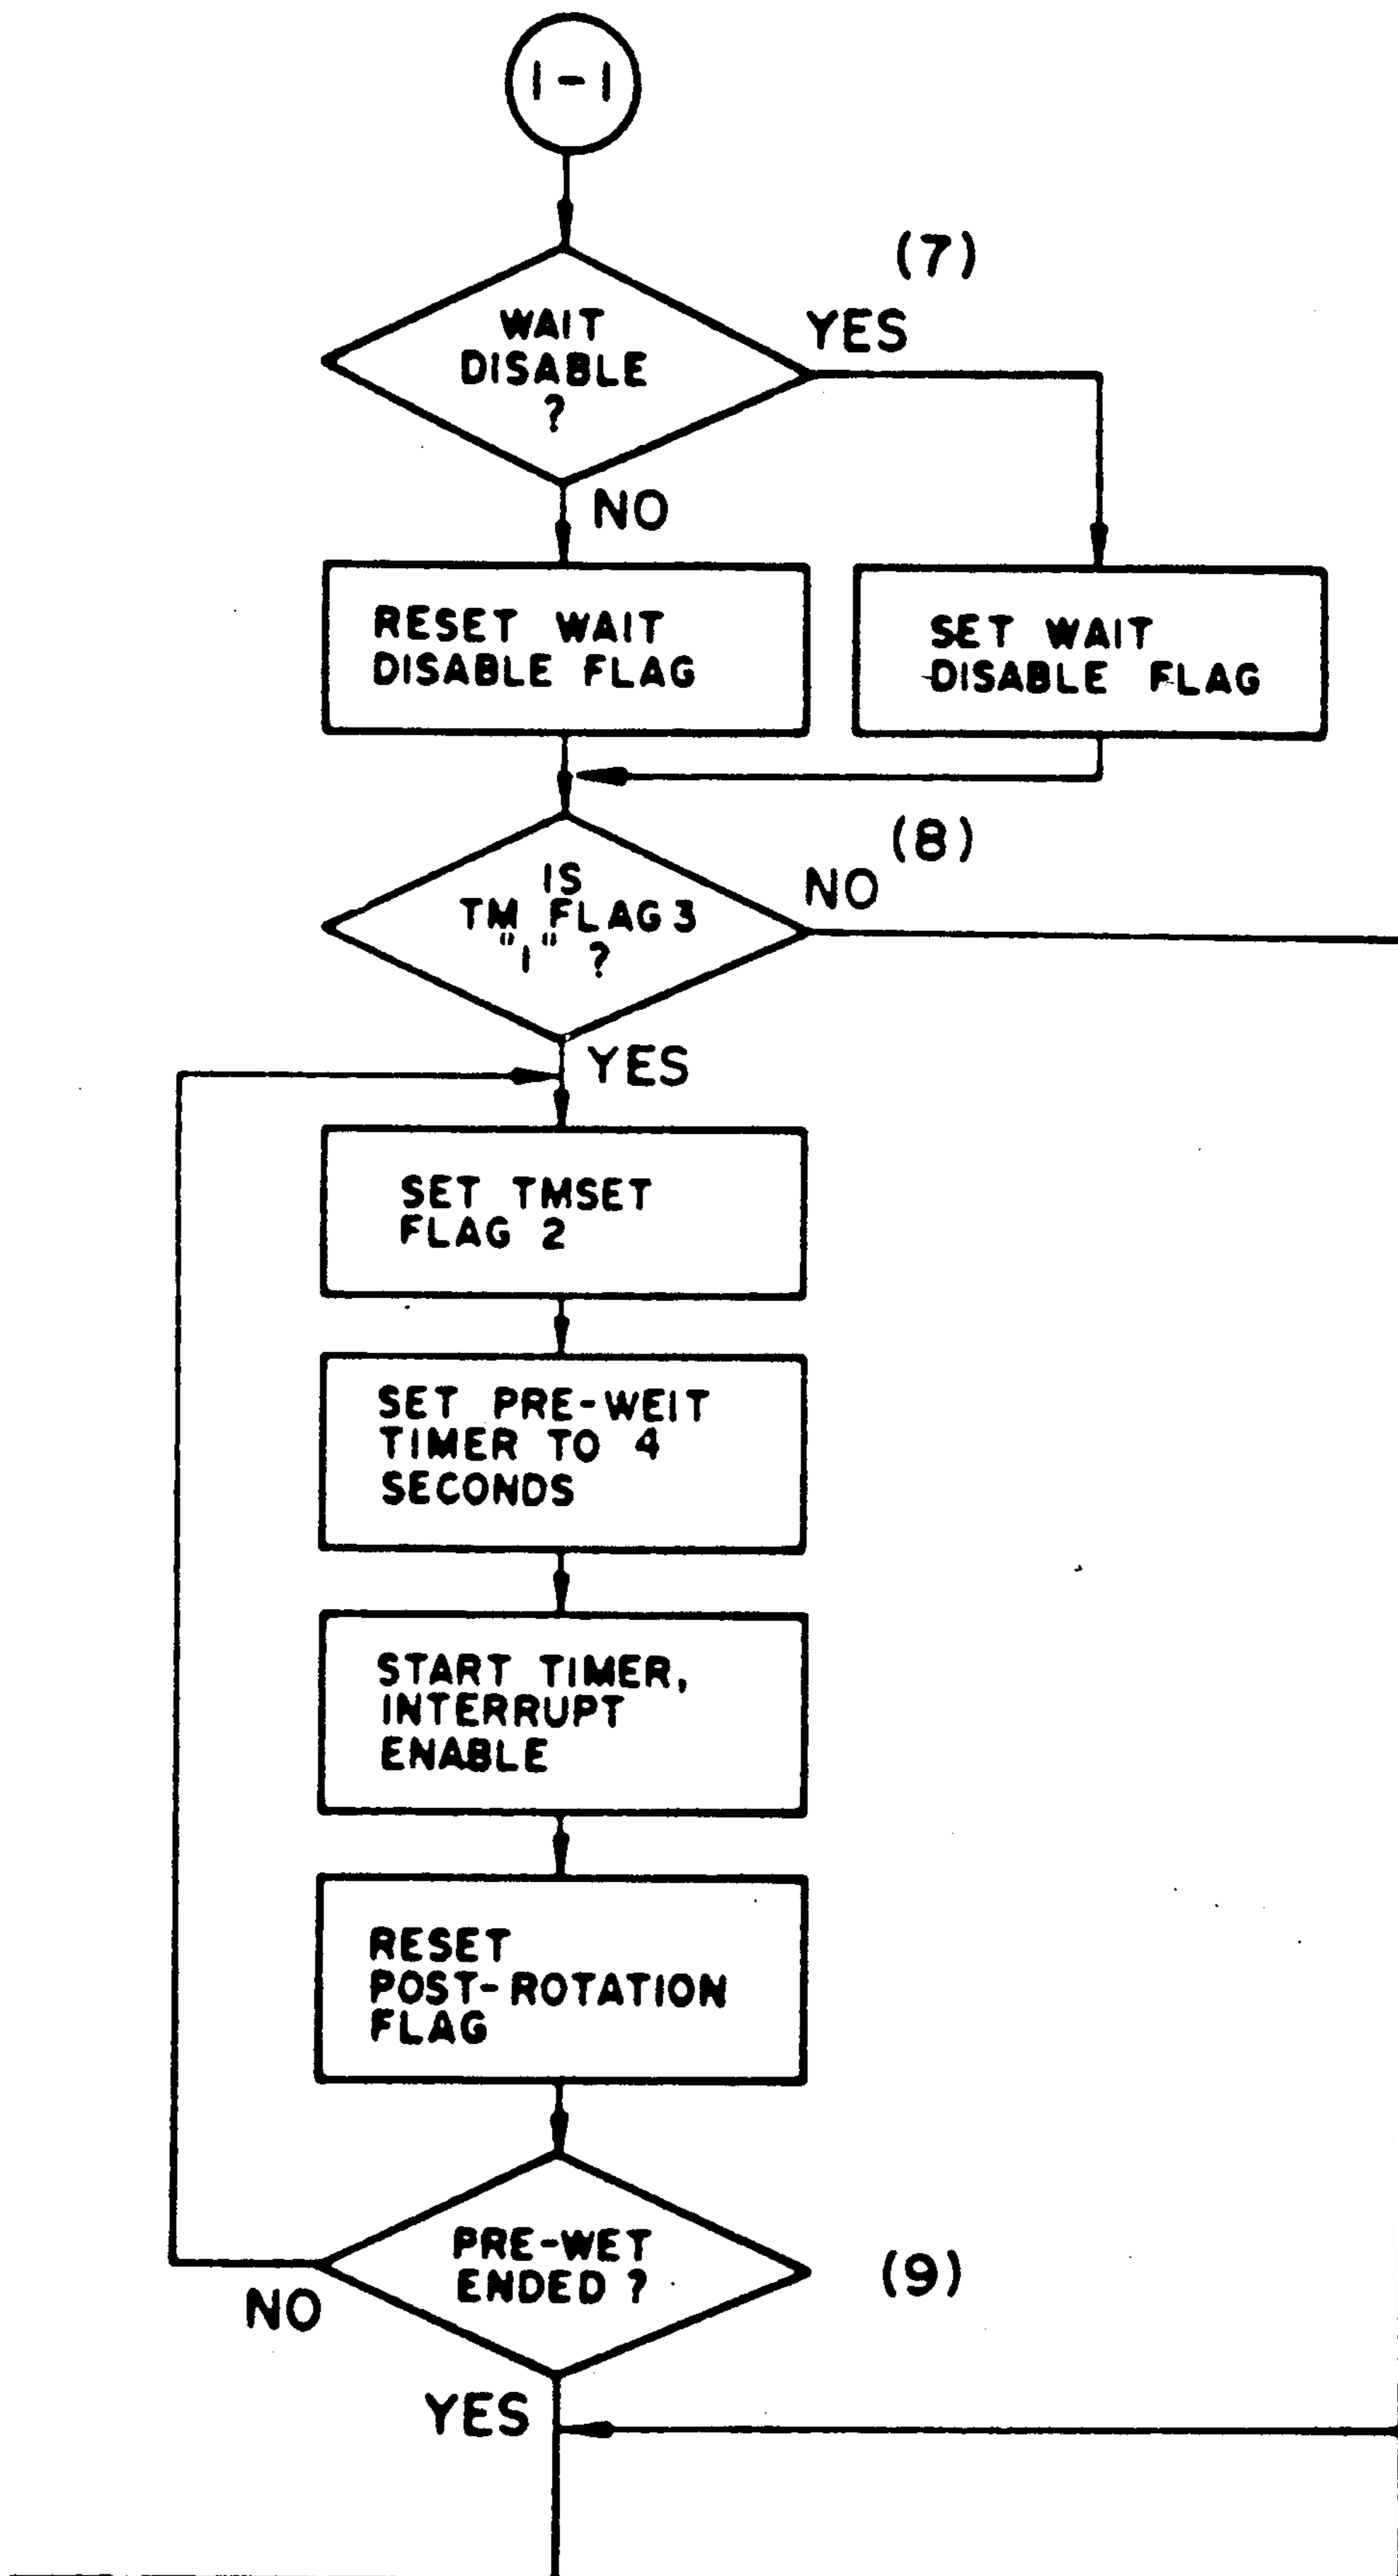 1-1
(7)
WAIT
DISABLE
?
YES
NO
RESET WAIT
DISABLE FLAG
SET WAIT
DISABLE FLAG
(8)
IS
TM FLAG 3
"1" ?
NO
YES
SET TMSET
FLAG 2
SET PRE-WEIT
TIMER TO 4
SECONDS
START TIMER,
INTERRUPT
ENABLE
RESET
POST-ROTATION
FLAG
PRE-WET
ENDED ?
(9)
NO
YES